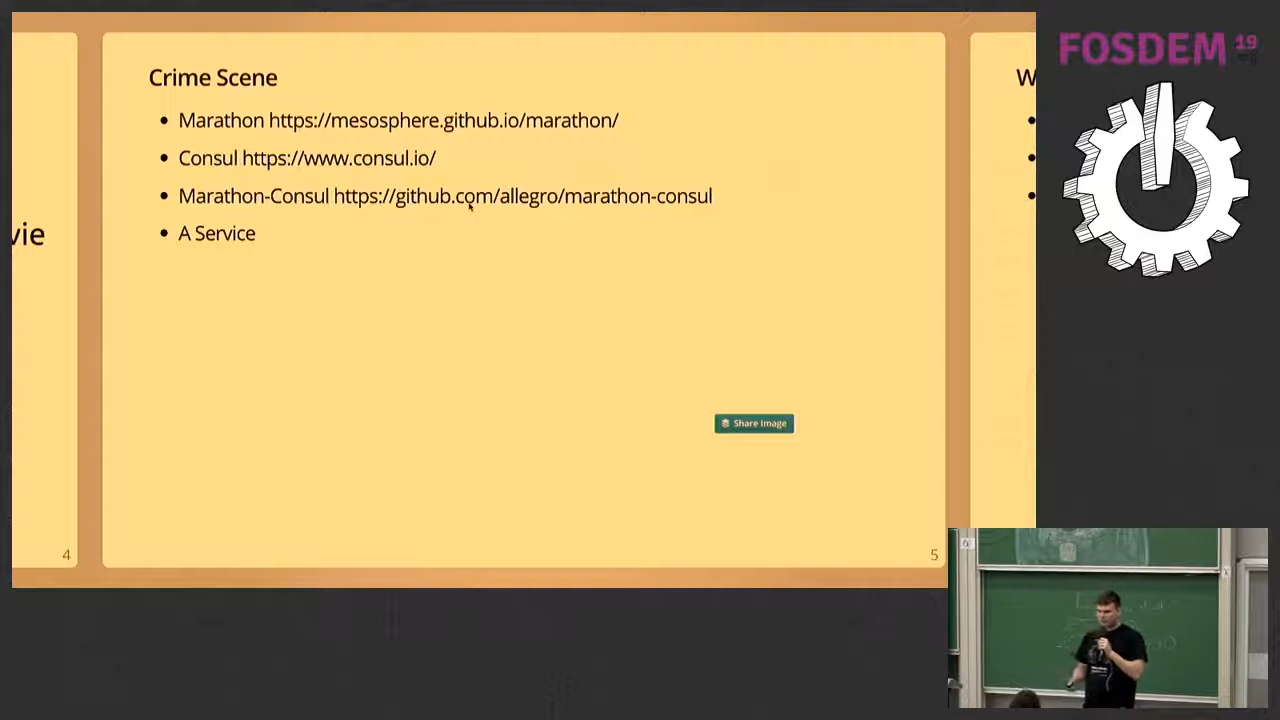 FOSDEM 19
Crime Scene
W
• Marathon https://mesosphere.github.io/marathon/
• Consul https://www.consul.io/
• Marathon-Consul https://github.com/allegro/marathon-consul
• A Service
vie
Share Image
4
5